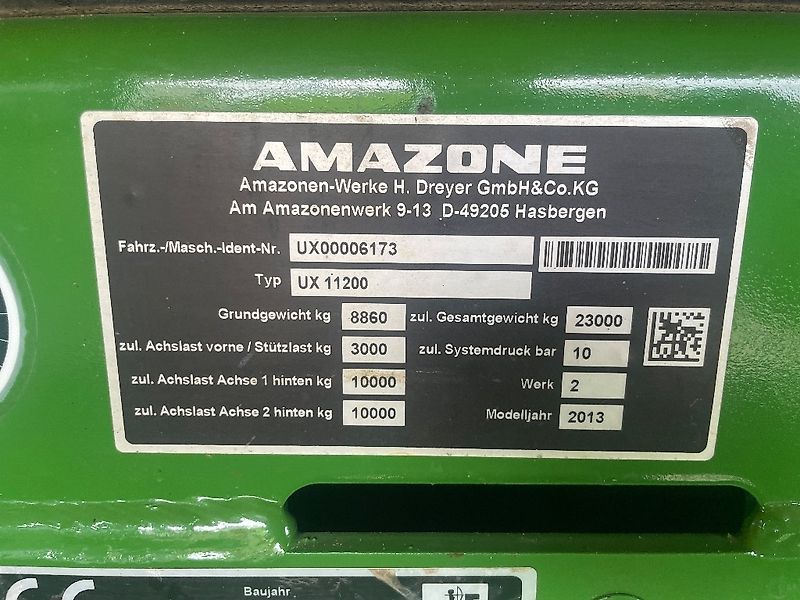 AMAZONE
Amazonen-Werke H. Dreyer GmbH&Co.KG
Am Amazonenwerk 9-13 D-49205 Hasbergen
Fahrz.-/Masch.-Ident-Nr. UX00006173
Typ UX 11200
Grundgewicht kg 8860 zul. Gesamtgewicht kg 23000
zul. Achslast vorne / Stützlast kg 3000 zul. Systemdruck bar 10
zul. Achslast Achse 1 hinten kg 10000 Werk 2
zul. Achslast Achse 2 hinten kg 10000 Modelljahr 2013
CE Baujahr